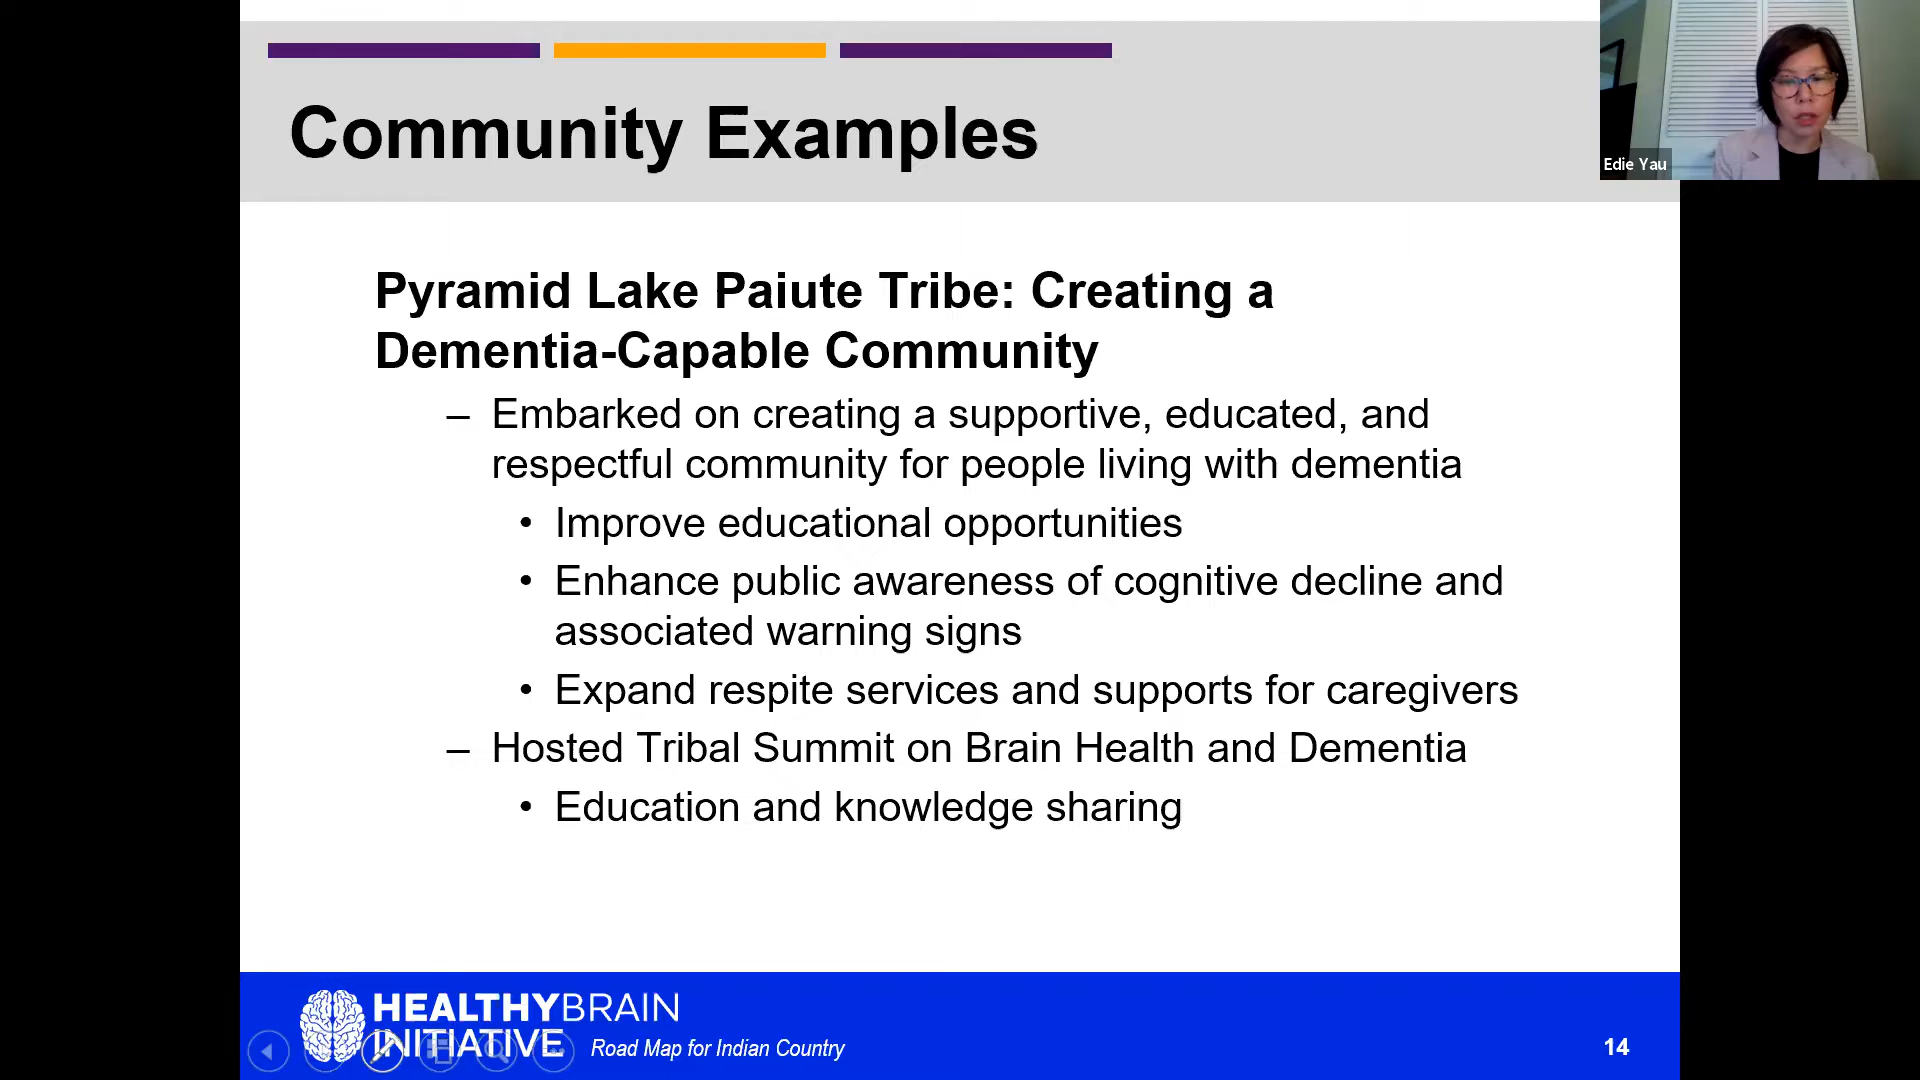 Community Examples
Edie Yau
Pyramid Lake Paiute Tribe: Creating a
Dementia-Capable Community
– Embarked on creating a supportive, educated, and
respectful community for people living with dementia
• Improve educational opportunities
• Enhance public awareness of cognitive decline and
associated warning signs
• Expand respite services and supports for caregivers
– Hosted Tribal Summit on Brain Health and Dementia
• Education and knowledge sharing
HEALTHYBRAIN
INITIATIVE Road Map for Indian Country
14